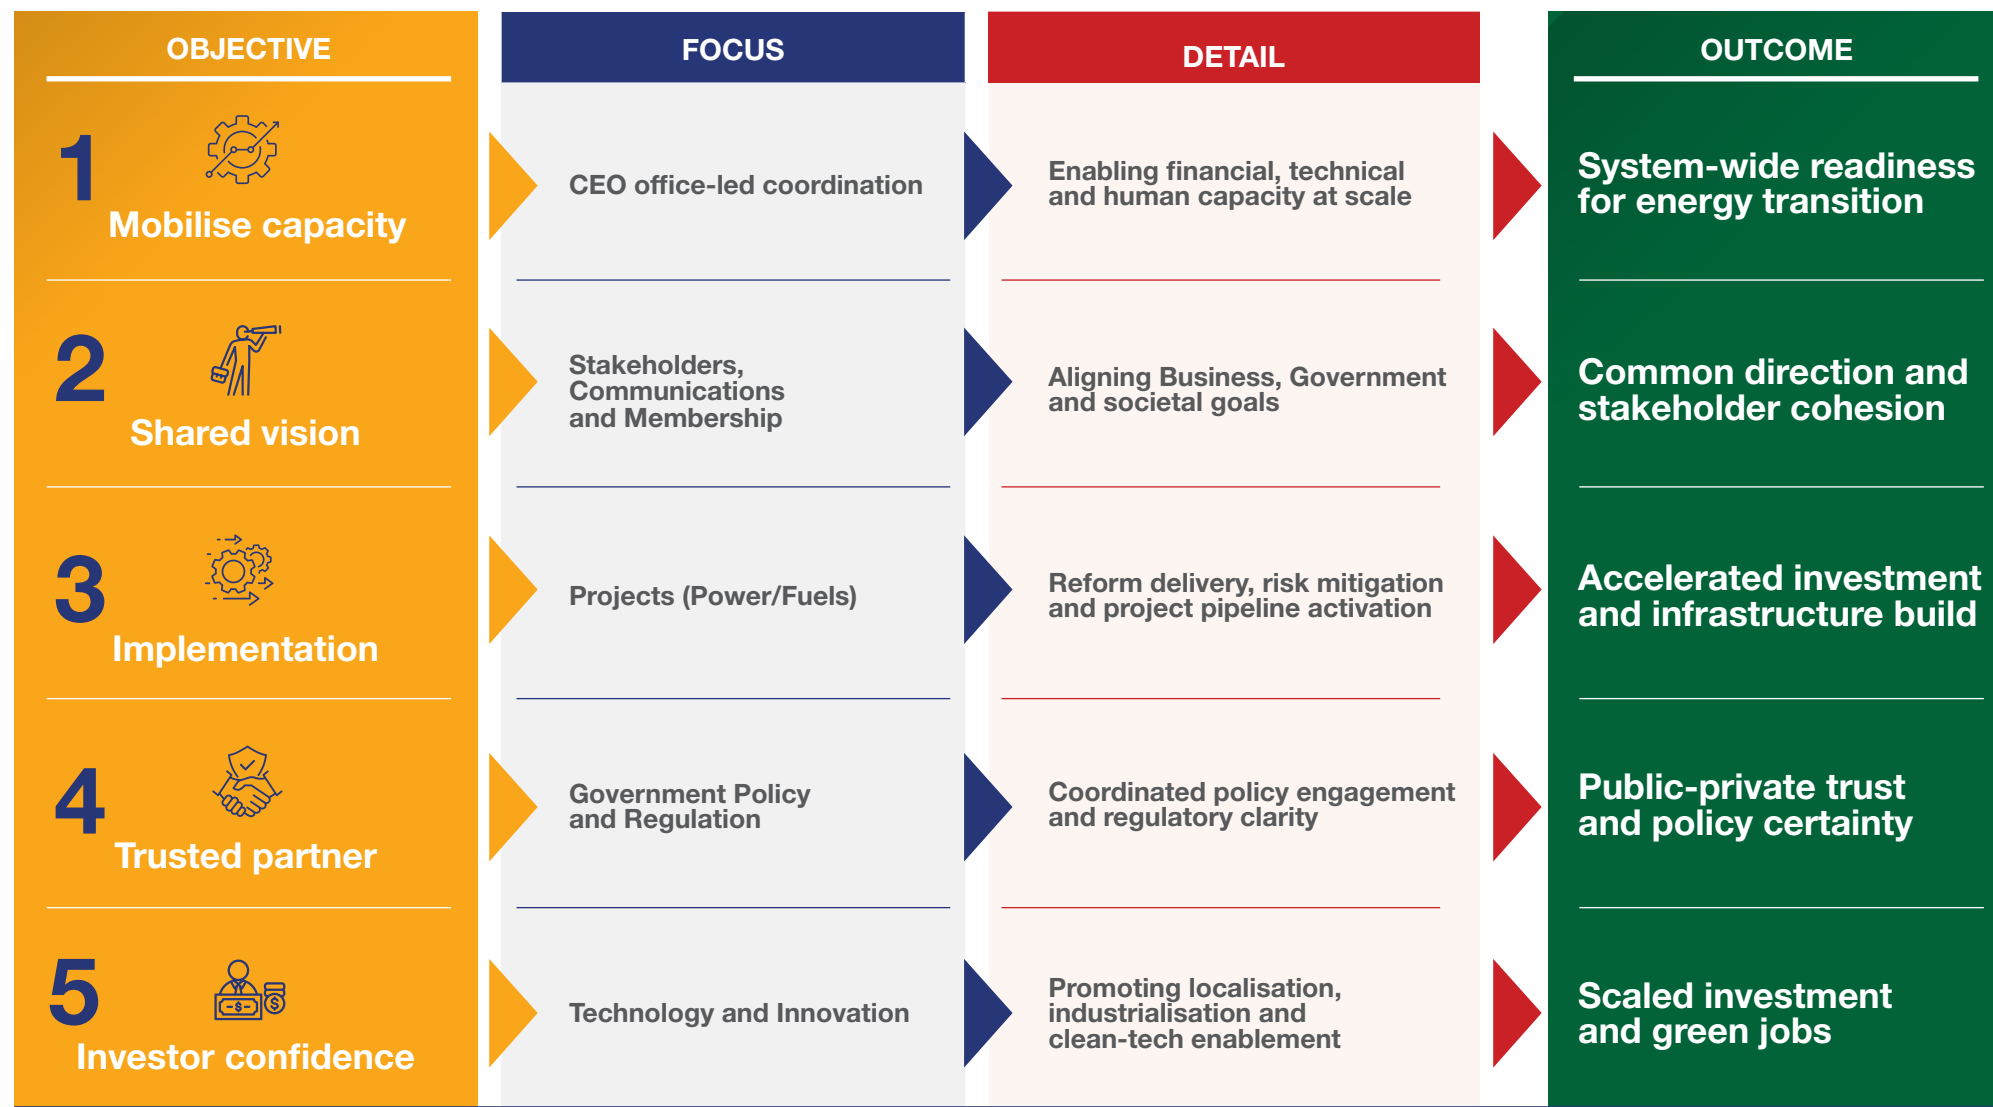 OBJECTIVE
FOCUS
DETAIL
OUTCOME
1
Mobilise capacity
CEO office-led coordination
Enabling financial, technical
and human capacity at scale
System-wide readiness
for energy transition
2
Shared vision
Stakeholders,
Communications
and Membership
Aligning Business, Government
and societal goals
Common direction and
stakeholder cohesion
3
Implementation
Projects (Power/Fuels)
Reform delivery, risk mitigation
and project pipeline activation
Accelerated investment
and infrastructure build
4
Trusted partner
Government Policy
and Regulation
Coordinated policy engagement
and regulatory clarity
Public-private trust
and policy certainty
5
Investor confidence
Technology and Innovation
Promoting localisation,
industrialisation and
clean-tech enablement
Scaled investment
and green jobs